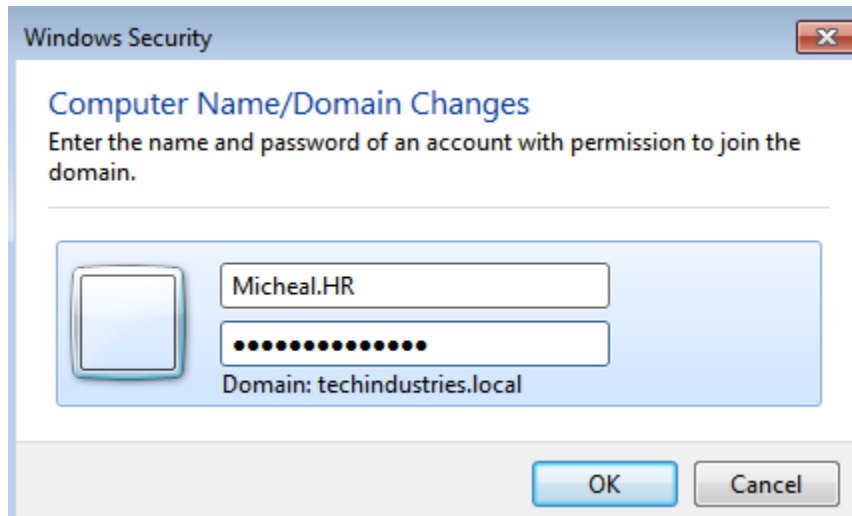 Windows Security
Computer Name/Domain Changes
Enter the name and password of an account with permission to join the
domain.
Micheal.HR
●●●●●●●●●●●●●●
Domain: techindustries.local
OK
Cancel